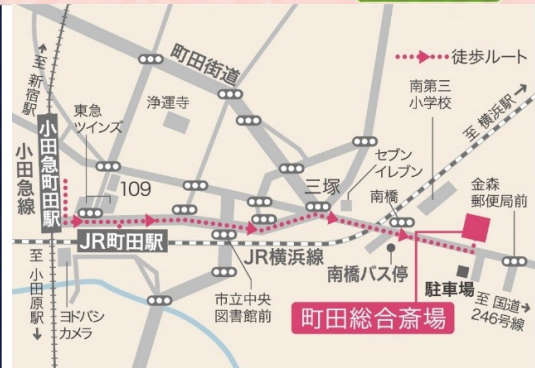 町田街道
徒歩ルート
至 新宿駅
東急
ツインズ
浄運寺
南第三
小学校
至 横浜駅
小田急線
小田急町田駅
109
三塚
セブン
イレブン
南橋
金森
郵便局前
JR町田駅
JR横浜線
至 小田原駅
ヨドバシ
カメラ
市立中央
図書館前
南橋バス停
駐車場
町田総合斎場
至 国道
246号線